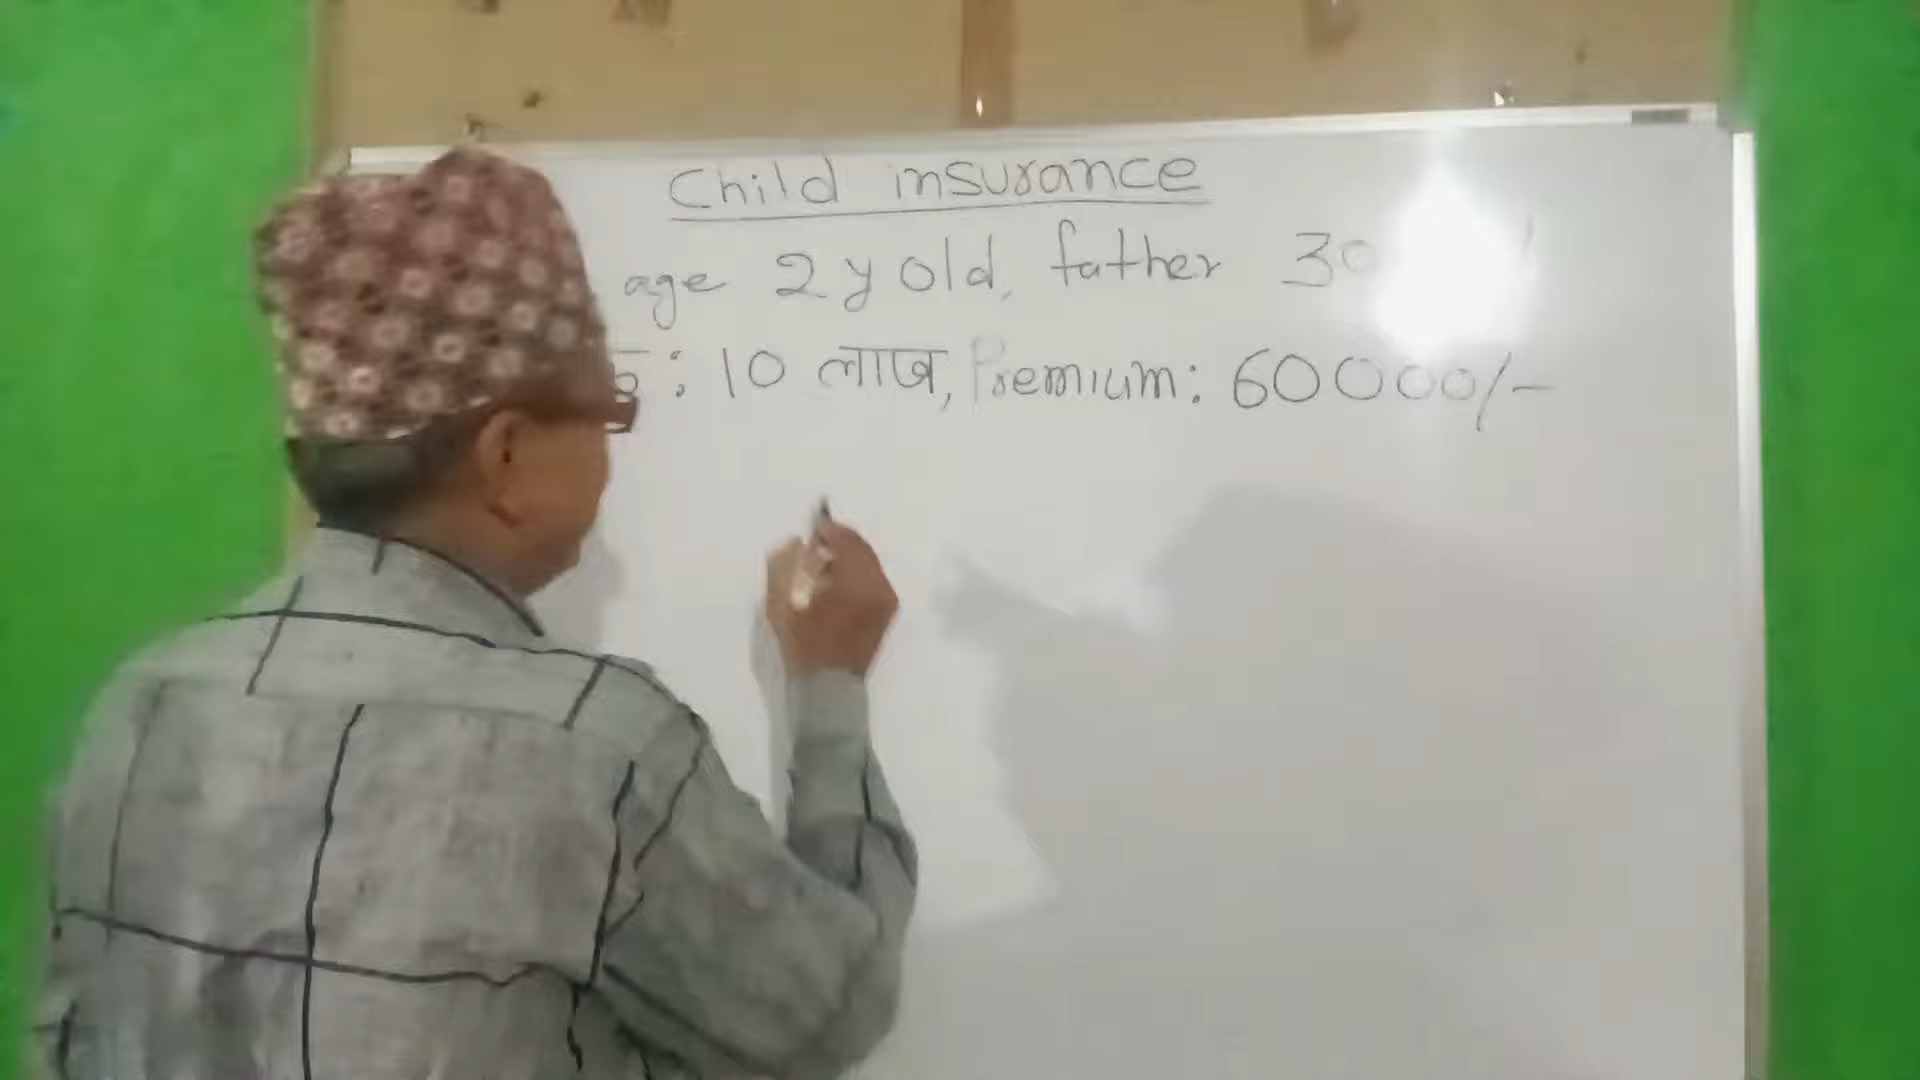 Child insurance
age 2 y old, father 30
: 10 लाख, Premium: 60000/-